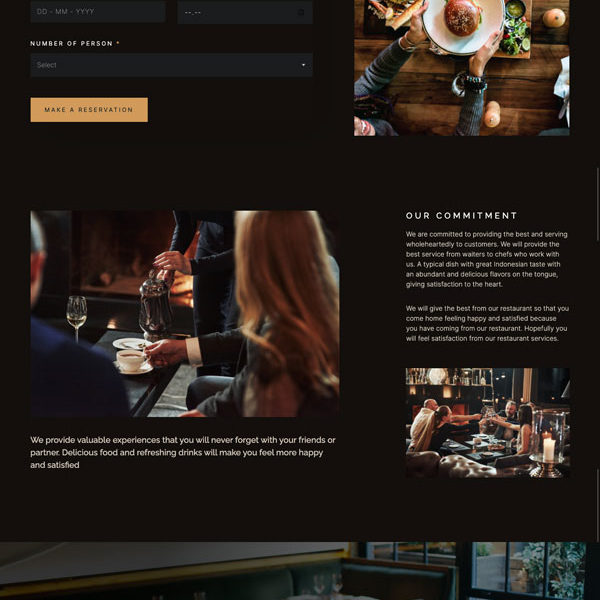 DD - MM - YYYY
--.--
NUMBER OF PERSON *
Select
MAKE A RESERVATION
OUR COMMITMENT
We are committed to providing the best and serving
wholeheartedly to customers. We will provide the
best service from waiters to chefs who work with
us. A typical dish with great Indonesian taste with
an abundant and delicious flavors on the tongue,
giving satisfaction to the heart.
We will give the best from our restaurant so that you
come home feeling happy and satisfied because
you have coming from our restaurant. Hopefully you
will feel satisfaction from our restaurant services.
We provide valuable experiences that you will never forget with your friends or
partner. Delicious food and refreshing drinks will make you feel more happy
and satisfied